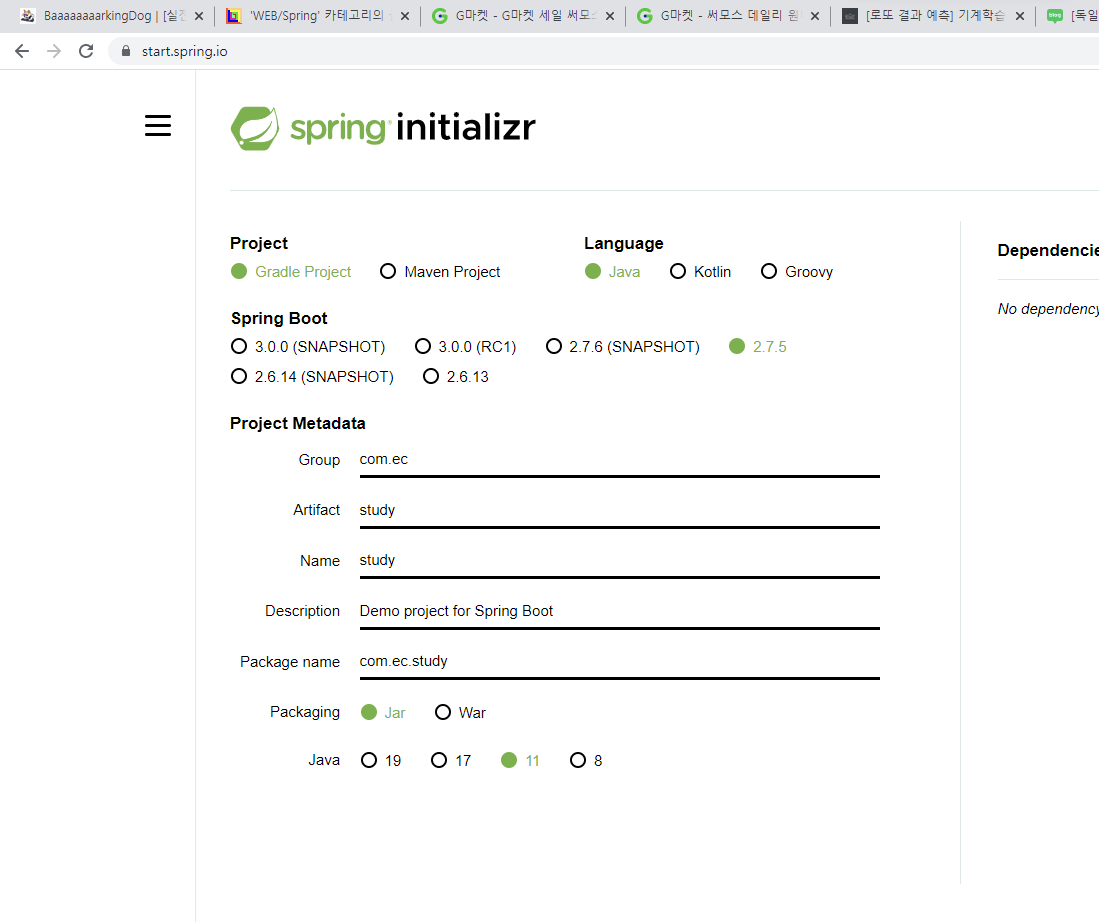 BaaaaaaaarkingDog | [실전
'WEB/Spring' 카테고리의
G마켓 - G마켓 세일 써모스
G마켓 - 써모스 데일리 원
[로또 결과 예측] 기계학습
[독일
start.spring.io
spring initializr
Project
Gradle Project Maven Project
Language
Java Kotlin Groovy
Spring Boot
3.0.0 (SNAPSHOT) 3.0.0 (RC1) 2.7.6 (SNAPSHOT) 2.7.5
2.6.14 (SNAPSHOT) 2.6.13
Project Metadata
Group com.ec
Artifact study
Name study
Description Demo project for Spring Boot
Package name com.ec.study
Packaging Jar War
Java 19 17 11 8
Dependencie
No dependency